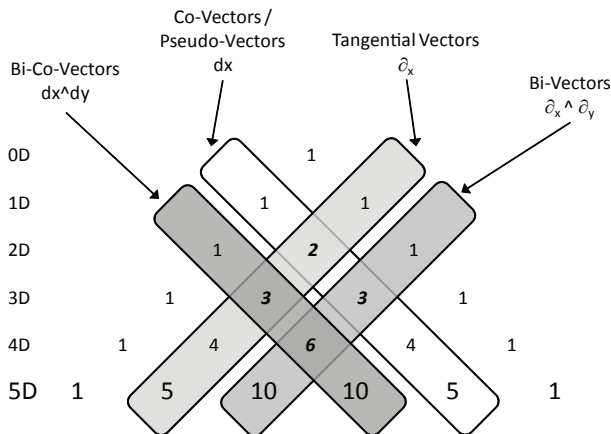 Co-Vectors /
Pseudo-Vectors
dx
Tangential Vectors
∂x
Bi-Co-Vectors
dx^dy
Bi-Vectors
∂x ^ ∂y
0D 1
1D 1 1
2D 1 2 1
3D 1 3 3 1
4D 1 4 6 4 1
5D 1 5 10 10 5 1